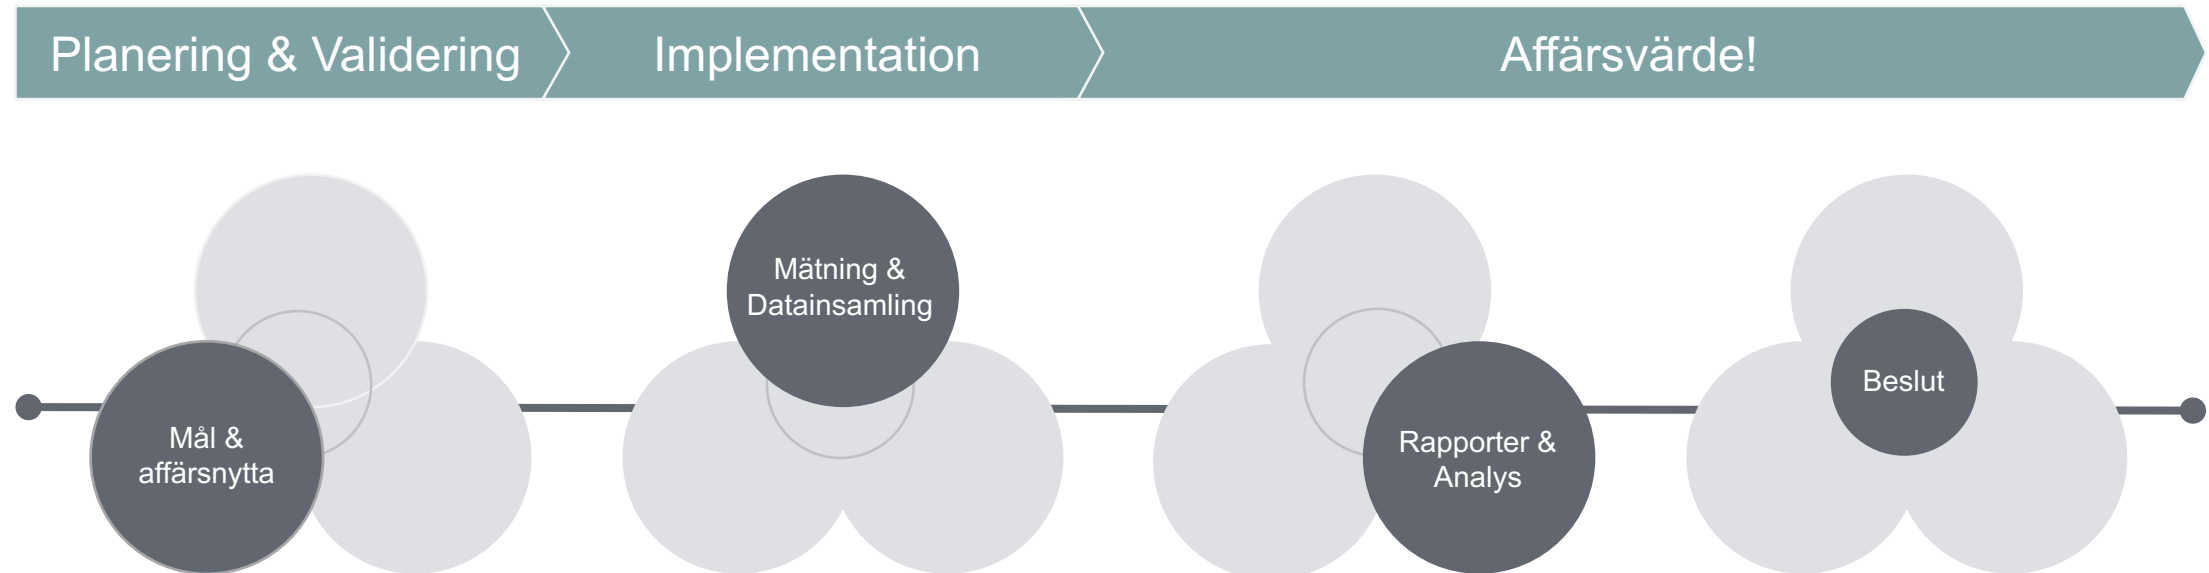 Planering & Validering
Implementation
Affärsvärde!
Mål &
affärsnytta
Mätning &
Datainsamling
Rapporter &
Analys
Beslut